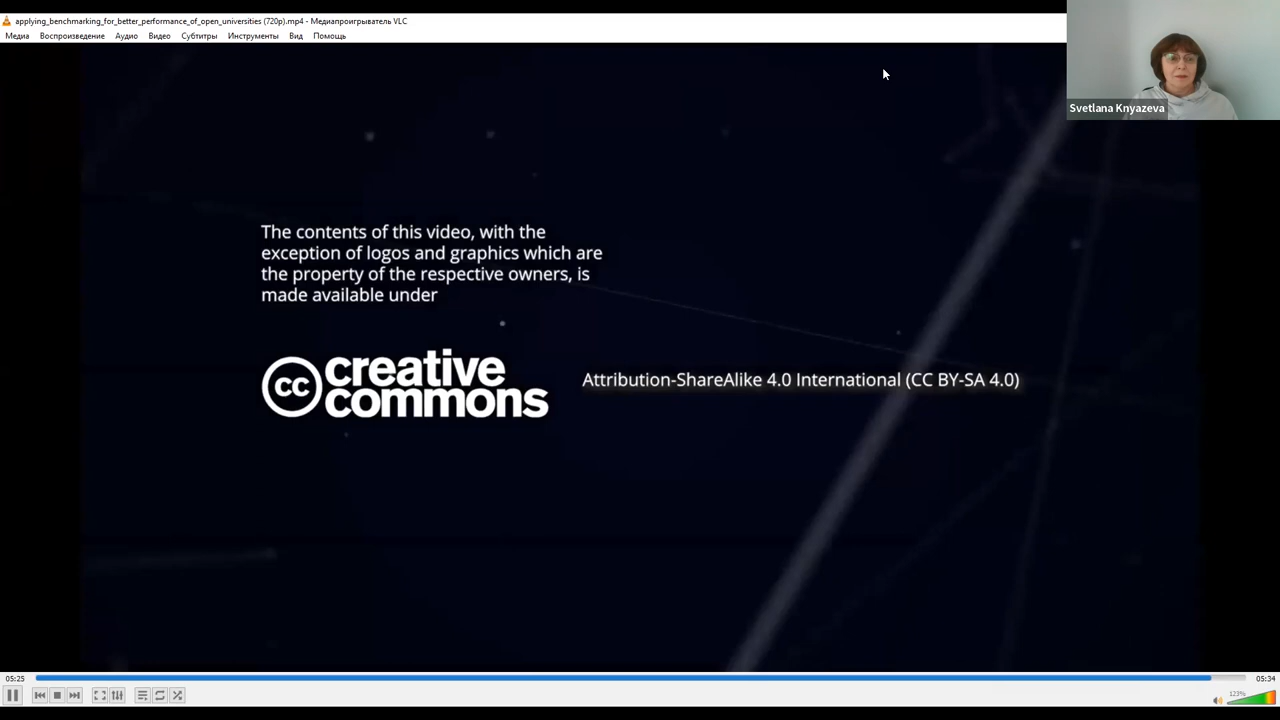 applying_benchmarking_for_better_performance_of_open_universities (720p).mp4 - Медиапроигрыватель VLC
Медиа Воспроизведение Аудио Видео Субтитры Инструменты Вид Помощь
Svetlana Knyazeva
The contents of this video, with the
exception of logos and graphics which are
the property of the respective owners, is
made available under
cc creative
commons
Attribution-ShareAlike 4.0 International (CC BY-SA 4.0)
05:25
05:34
123%